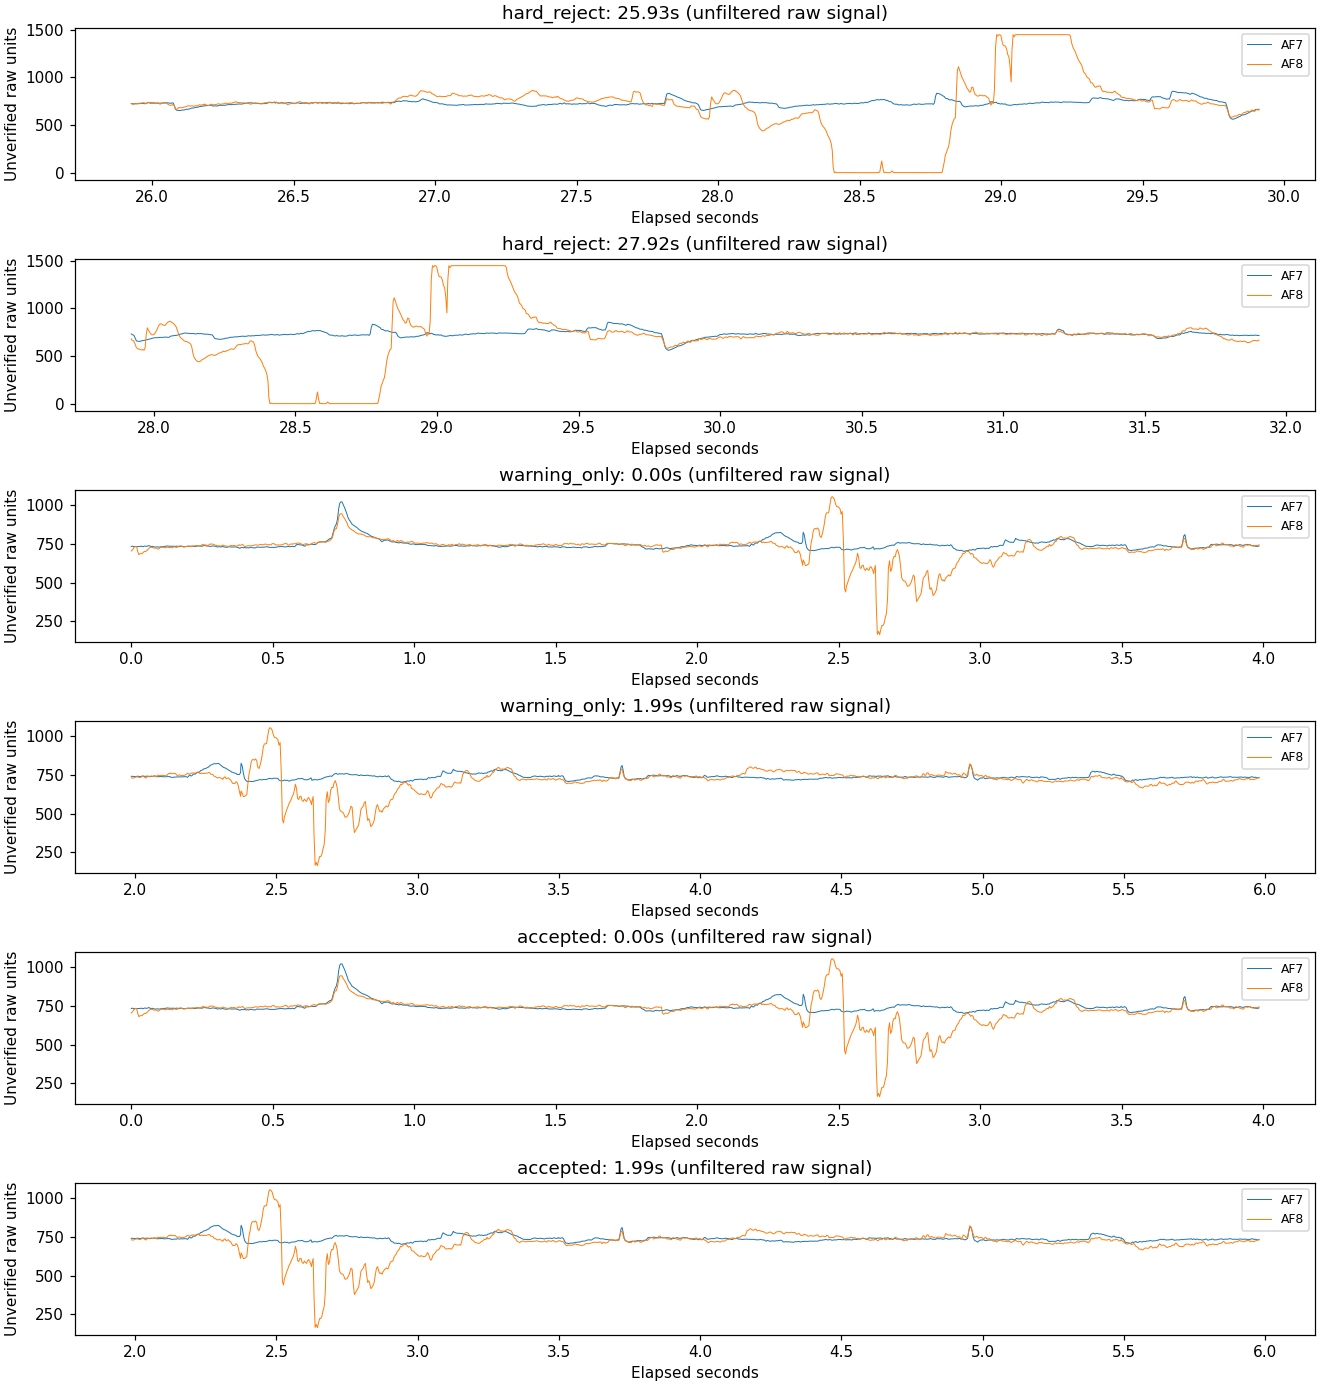 hard_reject: 25.93s (unfiltered raw signal)
Unverified raw units
1500
1000
500
0
AF7
AF8
26.0 26.5 27.0 27.5 28.0 28.5 29.0 29.5 30.0
Elapsed seconds
hard_reject: 27.92s (unfiltered raw signal)
Unverified raw units
1500
1000
500
0
AF7
AF8
28.0 28.5 29.0 29.5 30.0 30.5 31.0 31.5 32.0
Elapsed seconds
warning_only: 0.00s (unfiltered raw signal)
Unverified raw units
1000
750
500
250
AF7
AF8
0.0 0.5 1.0 1.5 2.0 2.5 3.0 3.5 4.0
Elapsed seconds
warning_only: 1.99s (unfiltered raw signal)
Unverified raw units
1000
750
500
250
AF7
AF8
2.0 2.5 3.0 3.5 4.0 4.5 5.0 5.5 6.0
Elapsed seconds
accepted: 0.00s (unfiltered raw signal)
Unverified raw units
1000
750
500
250
AF7
AF8
0.0 0.5 1.0 1.5 2.0 2.5 3.0 3.5 4.0
Elapsed seconds
accepted: 1.99s (unfiltered raw signal)
Unverified raw units
1000
750
500
250
AF7
AF8
2.0 2.5 3.0 3.5 4.0 4.5 5.0 5.5 6.0
Elapsed seconds